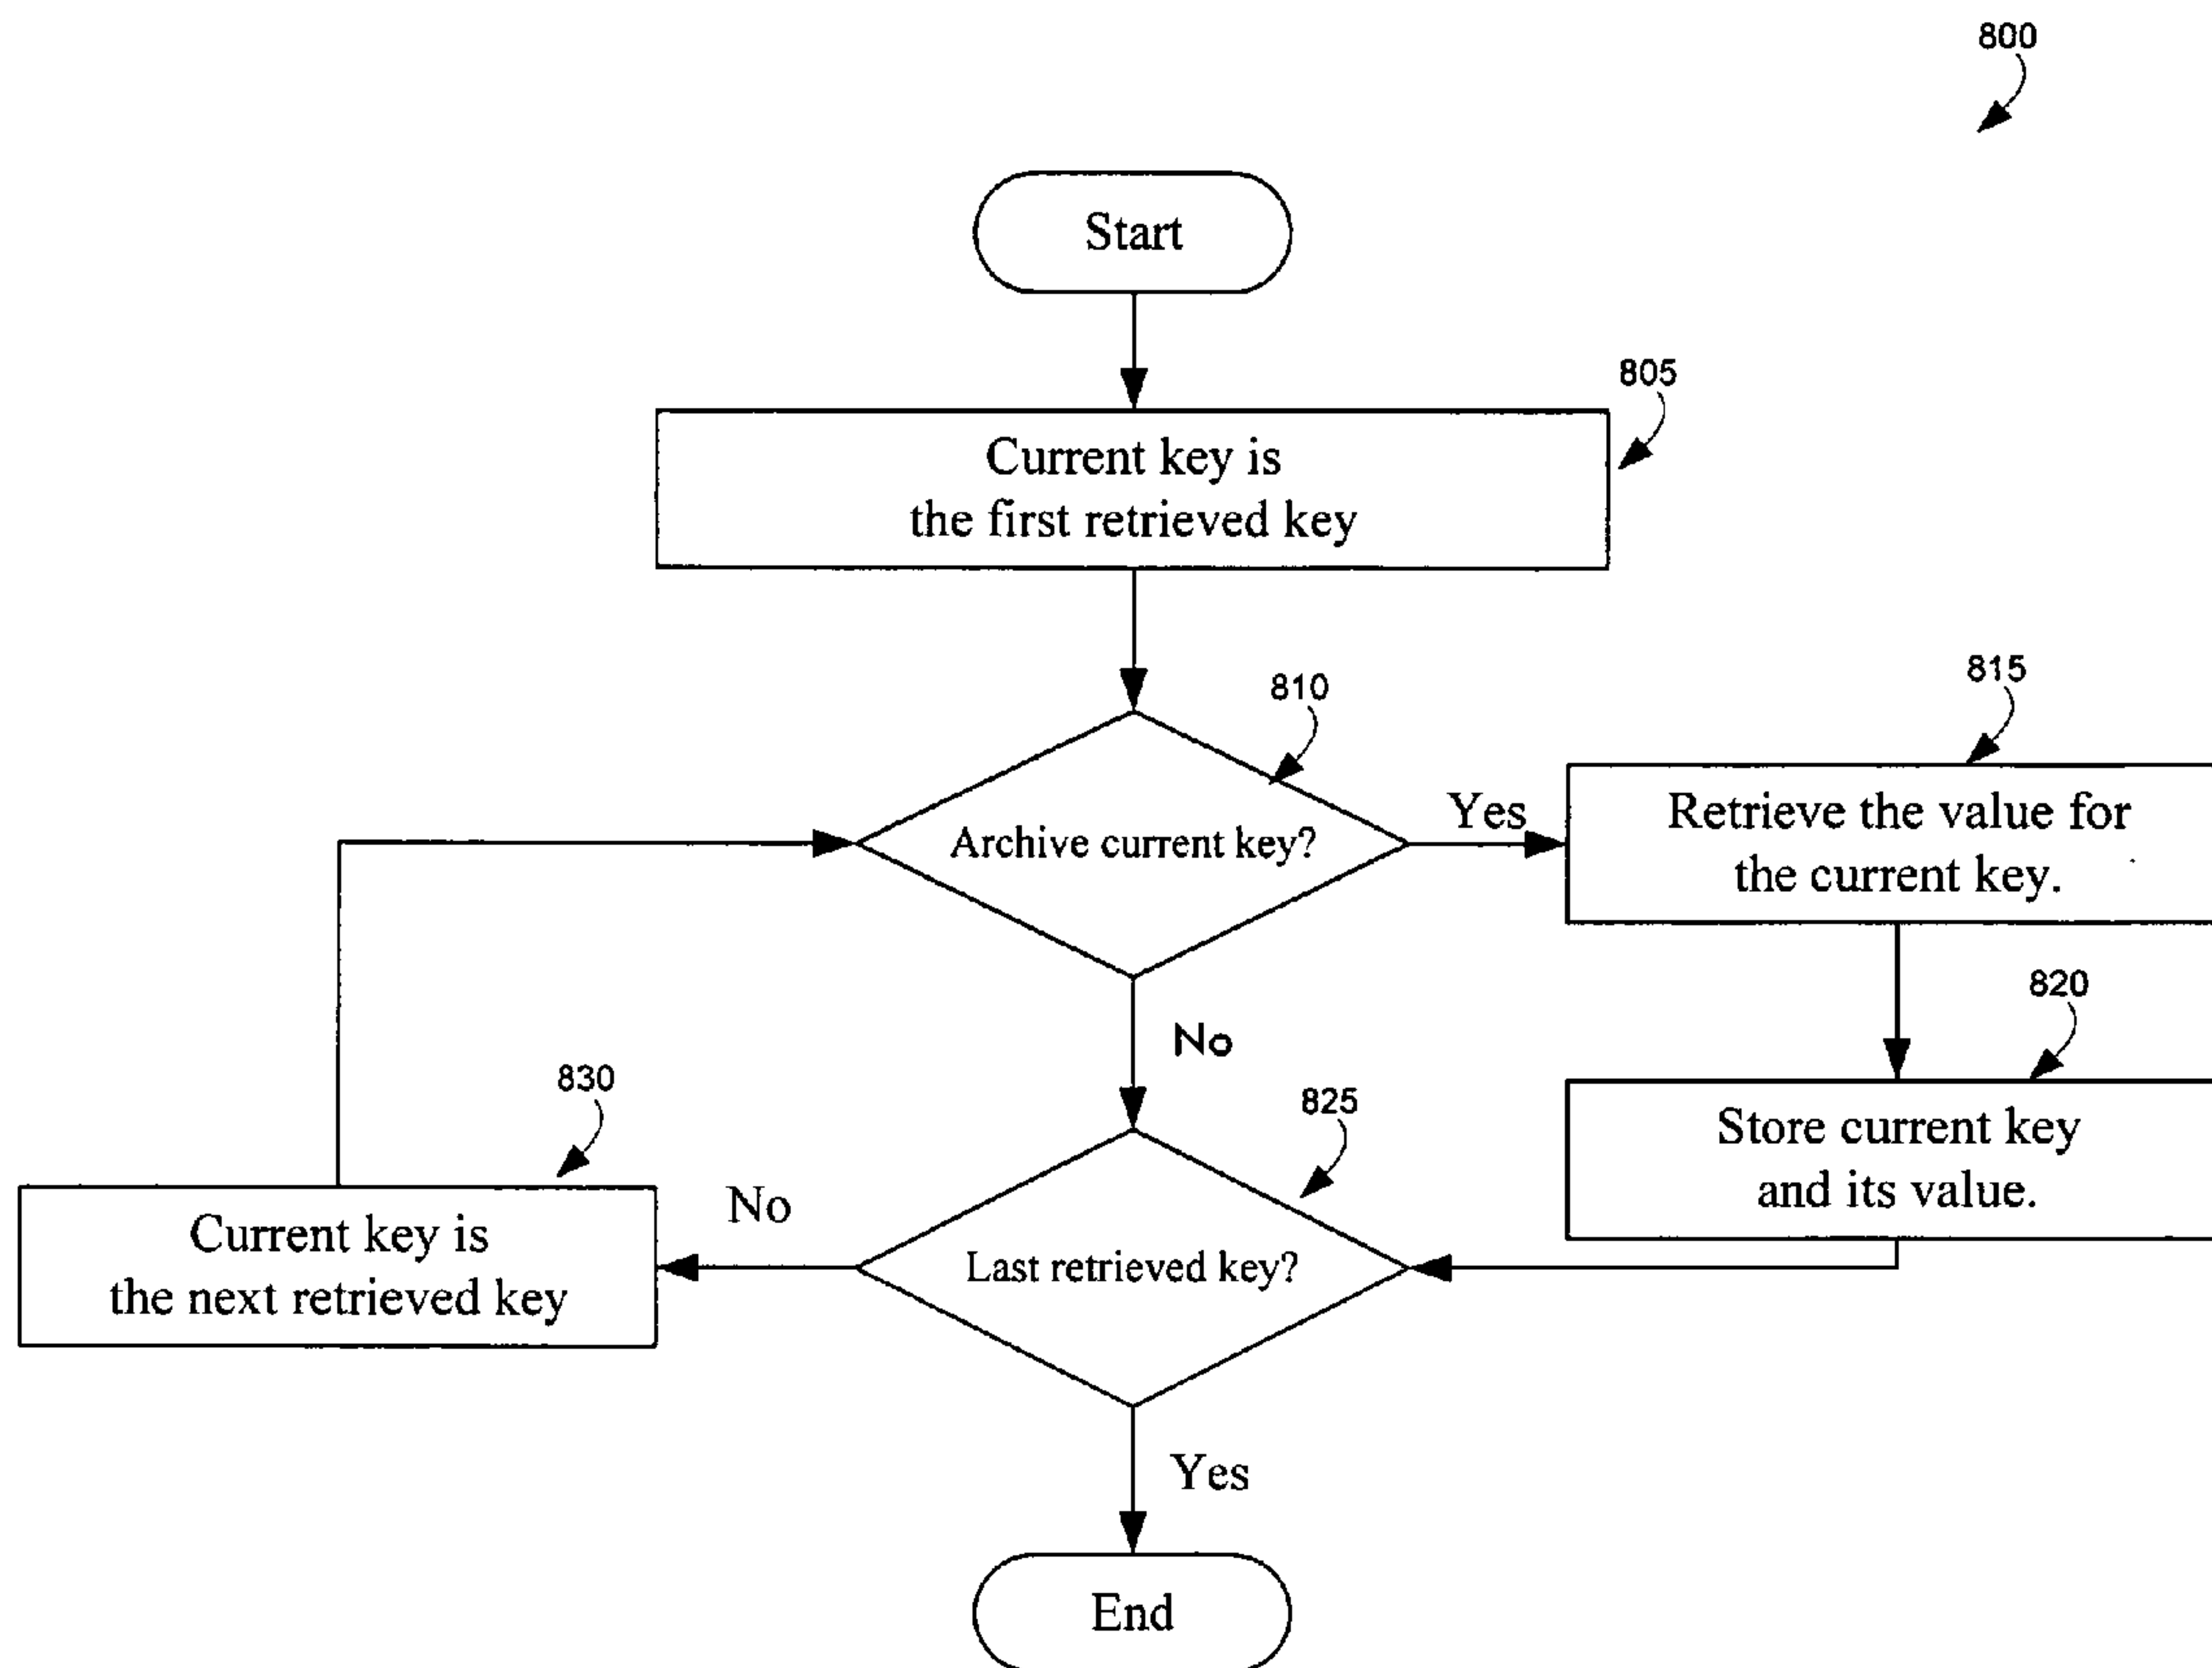 800
Start
805
Current key is
the first retrieved key
810
815
Archive current key?
Yes
Retrieve the value for
the current key.
No
820
Store current key
and its value.
830
825
Current key is
the next retrieved key
No
Last retrieved key?
Yes
End